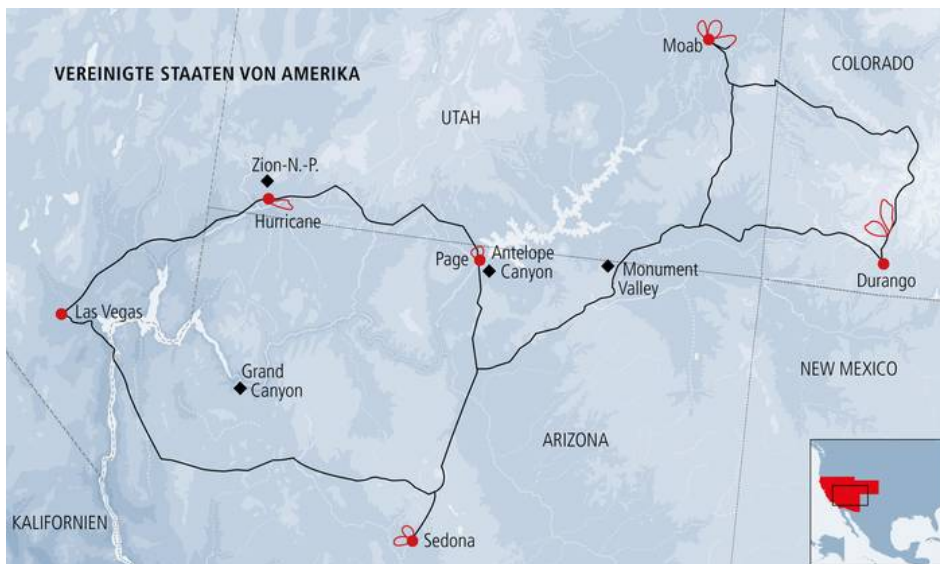 Moab
COLORADO
VEREINIGTE STAATEN VON AMERIKA
UTAH
Zion-N.-P.
Hurricane
Page
Antelope
Canyon
Monument
Valley
Durango
Las Vegas
Grand
Canyon
NEW MEXICO
ARIZONA
KALIFORNIEN
Sedona